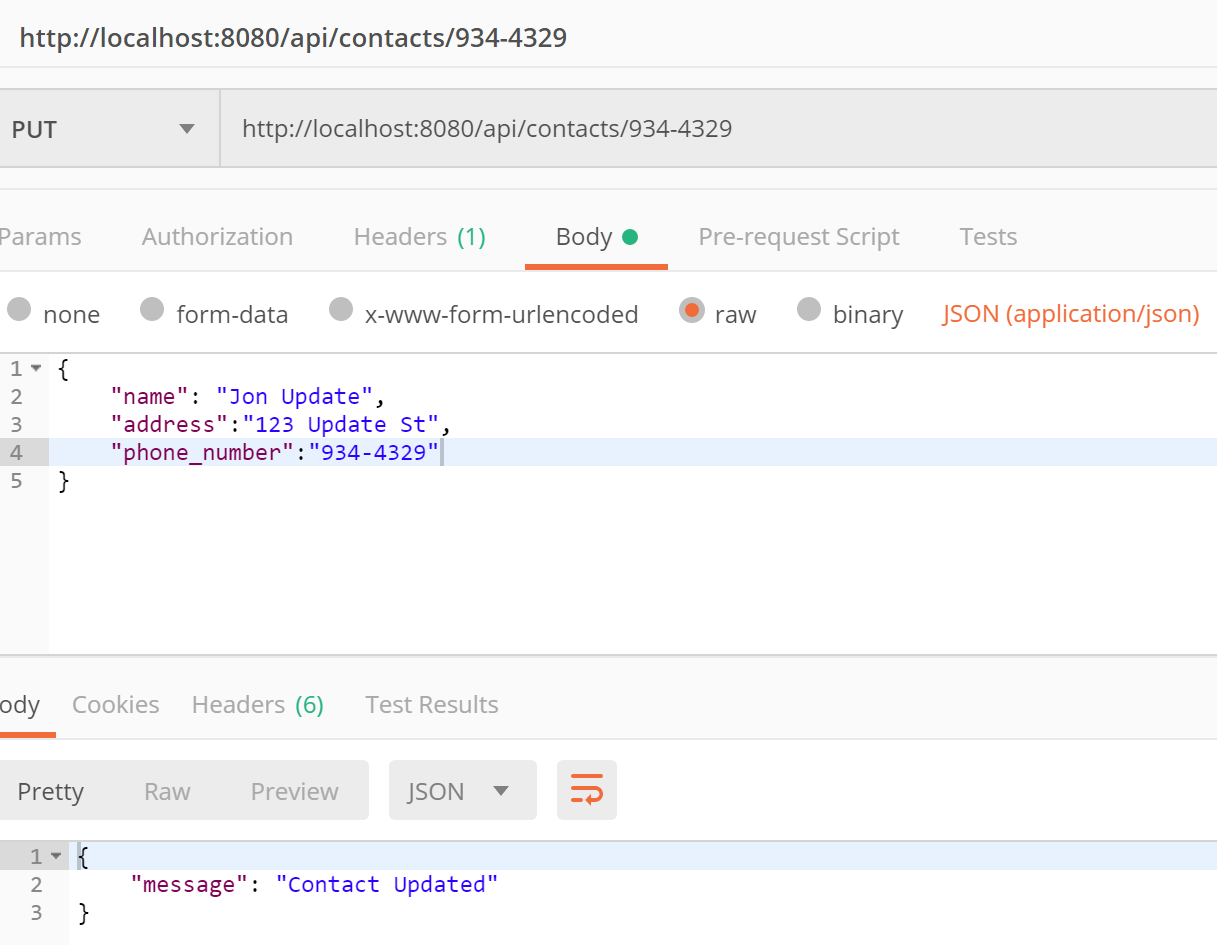 http://localhost:8080/api/contacts/934-4329
PUT http://localhost:8080/api/contacts/934-4329
Params Authorization Headers (1) Body Pre-request Script Tests
none form-data x-www-form-urlencoded raw binary JSON (application/json)
1 {
2 "name": "Jon Update",
3 "address":"123 Update St",
4 "phone_number":"934-4329"
5 }
ody Cookies Headers (6) Test Results
Pretty Raw Preview JSON
1 {
2 "message": "Contact Updated"
3 }